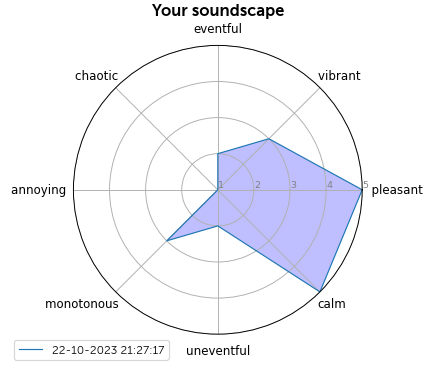 Your soundscape
eventful
chaotic
vibrant
annoying
1 2 3 4 5
pleasant
monotonous
calm
uneventful
22-10-2023 21:27:17